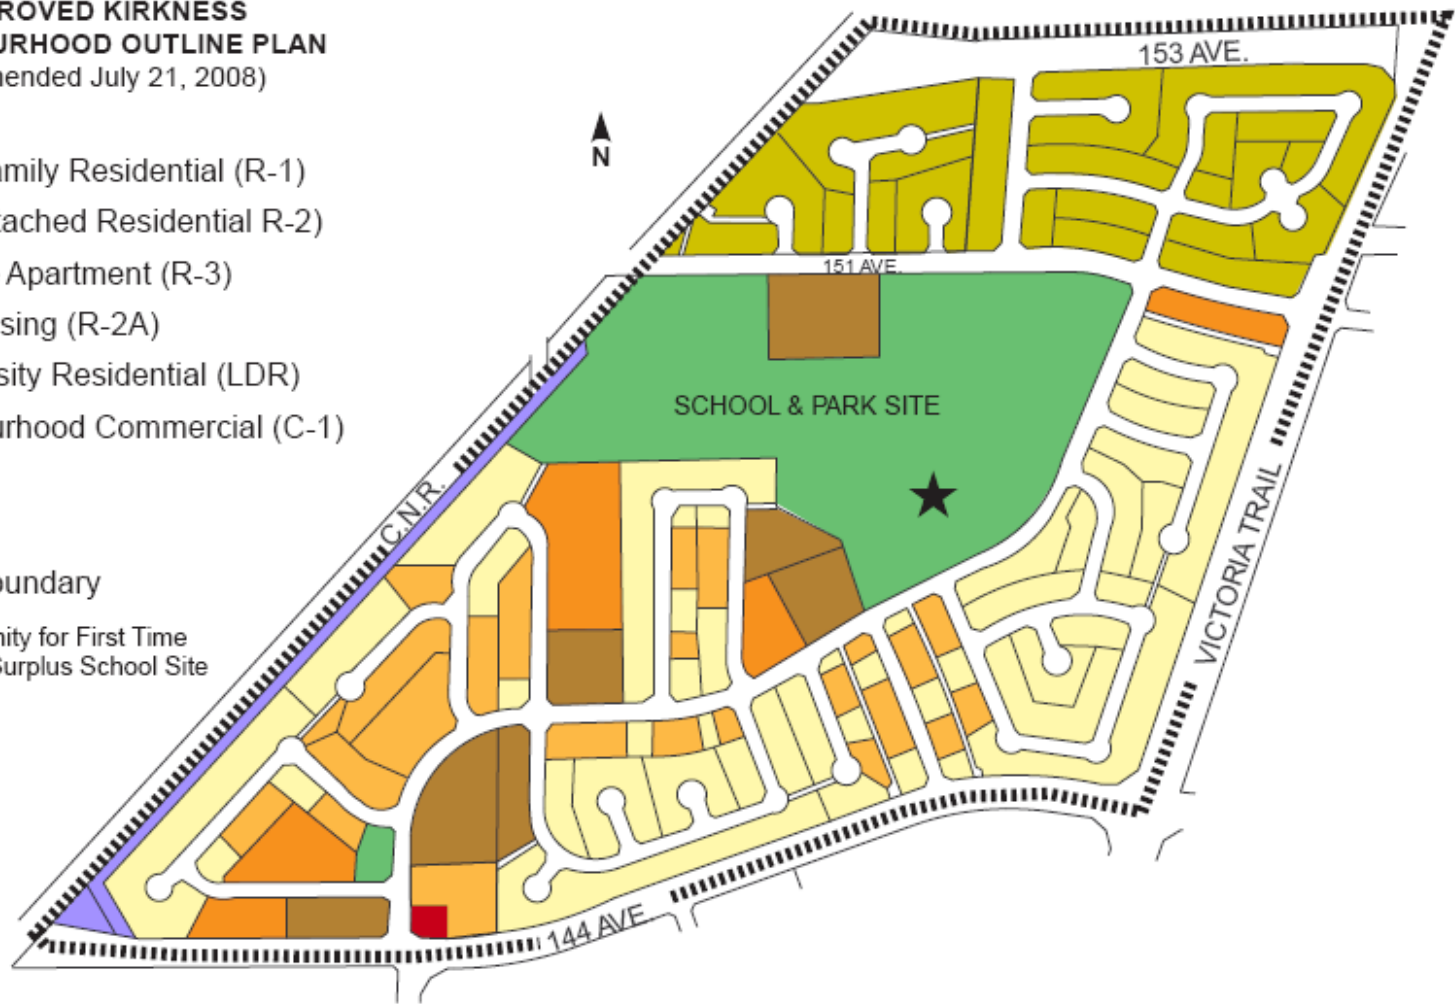 ROVED KIRKNESS
URHOOD OUTLINE PLAN
ended July 21, 2008)
153 AVE.
N
amily Residential (R-1)
tached Residential R-2)
Apartment (R-3)
151 AVE.
sing (R-2A)
sity Residential (LDR)
SCHOOL & PARK SITE
urhood Commercial (C-1)
C.N.R.
VICTORIA TRAIL
oundary
nity for First Time
Surplus School Site
144 AVE.